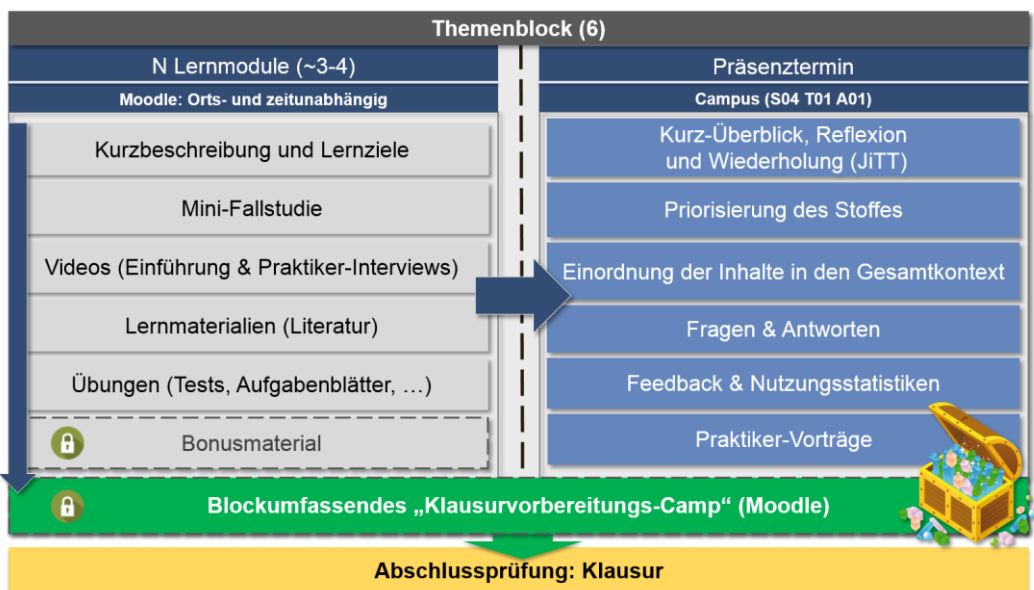 Themenblock (6)
N Lernmodule (~3-4)
Moodle: Orts- und zeitunabhängig
Kurzbeschreibung und Lernziele
Mini-Fallstudie
Videos (Einführung & Praktiker-Interviews)
Lernmaterialien (Literatur)
Übungen (Tests, Aufgabenblätter, …)
Bonusmaterial
Präsenztermin
Campus (S04 T01 A01)
Kurz-Überblick, Reflexion
und Wiederholung (JiTT)
Priorisierung des Stoffes
Einordnung der Inhalte in den Gesamtkontext
Fragen & Antworten
Feedback & Nutzungsstatistiken
Praktiker-Vorträge
Blockumfassendes „Klausurvorbereitungs-Camp“ (Moodle)
Abschlussprüfung: Klausur